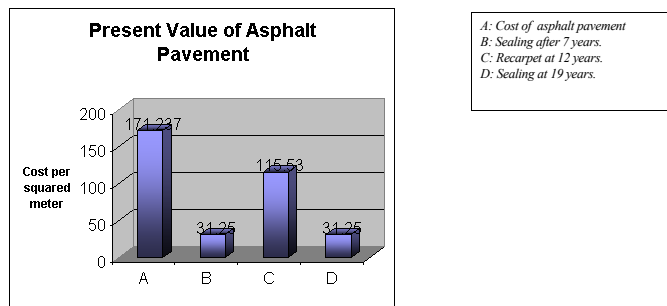 Present Value of Asphalt
Pavement
Cost per
squared
meter
200
150
100
50
0
171.237
31.25
115.53
31.25
A
B
C
D
A: Cost of asphalt pavement
B: Sealing after 7 years.
C: Recarpet at 12 years.
D: Sealing at 19 years.